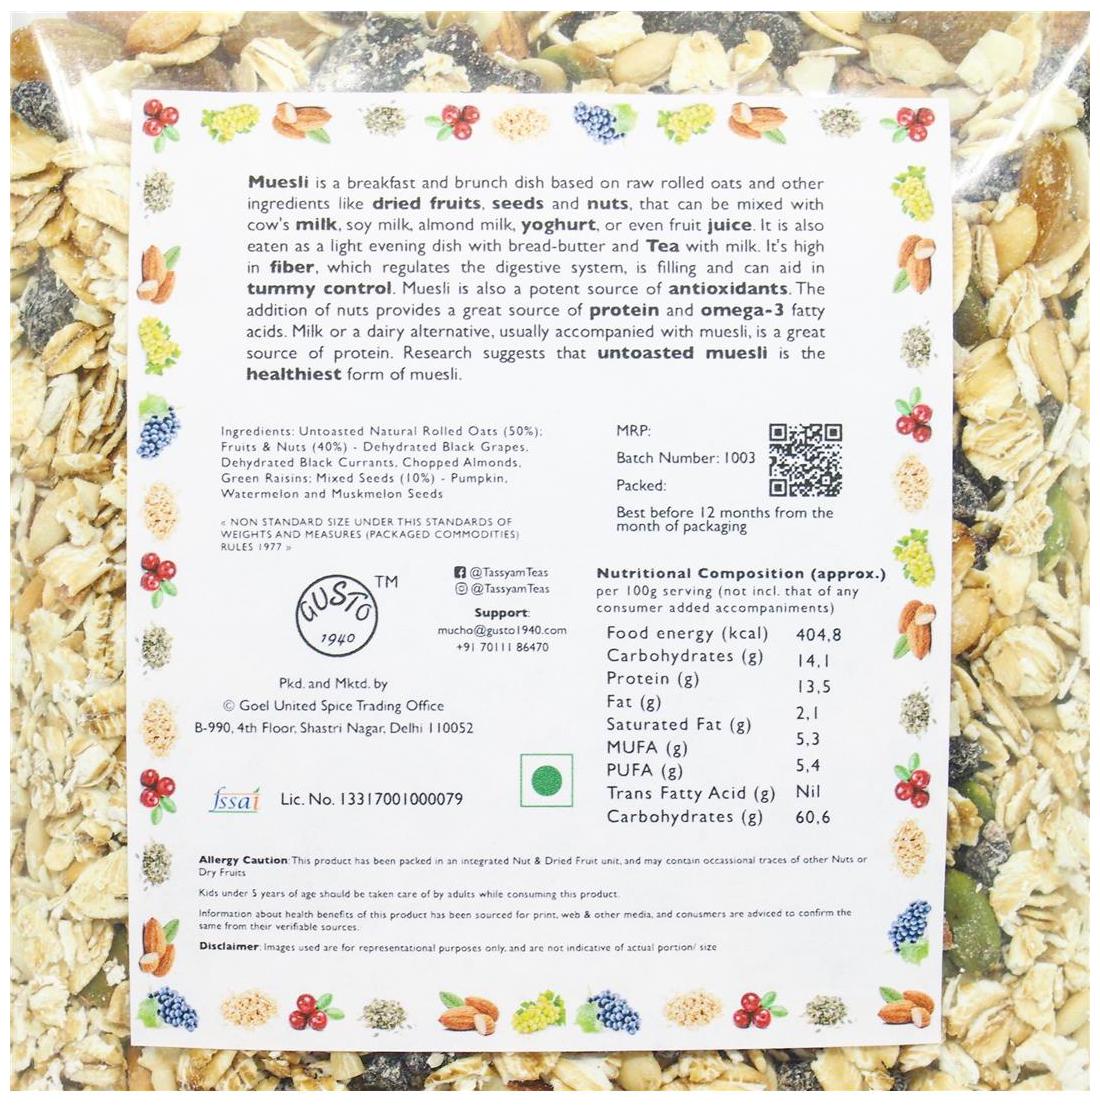 Muesli is a breakfast and brunch dish based on raw rolled oats and other
ingredients like dried fruits, seeds and nuts, that can be mixed with
cow's milk, soy milk, almond milk, yoghurt, or even fruit juice. It is also
eaten as a light evening dish with bread-butter and Tea with milk. It's high
in fiber, which regulates the digestive system, is filling and can aid in
tummy control. Muesli is also a potent source of antioxidants. The
addition of nuts provides a great source of protein and omega-3 fatty
acids. Milk or a dairy alternative, usually accompanied with muesli, is a great
source of protein. Research suggests that untoasted muesli is the
healthiest form of muesli.
Ingredients: Untoasted Natural Rolled Oats (50%);
Fruits & Nuts (40%) - Dehydrated Black Grapes,
Dehydrated Black Currants, Chopped Almonds,
Green Raisins; Mixed Seeds (10%) - Pumpkin,
Watermelon and Muskmelon Seeds
« NON STANDARD SIZE UNDER THIS STANDARDS OF
WEIGHTS AND MEASURES (PACKAGED COMMODITIES)
RULES 1977 »
MRP:
Batch Number: 1003
Packed:
Best before 12 months from the
month of packaging
GUSTO TM
1940
@TassyamTeas
@TassyamTeas
Support:
mucho@gusto1940.com
+91 70111 86470
Pkd. and Mktd. by
© Goel United Spice Trading Office
B-990, 4th Floor, Shastri Nagar, Delhi 110052
fssai Lic. No. 13317001000079
Nutritional Composition (approx.)
per 100g serving (not incl. that of any
consumer added accompaniments)
Food energy (kcal) 404,8
Carbohydrates (g) 14,1
Protein (g) 13,5
Fat (g) 2,1
Saturated Fat (g) 5,3
MUFA (g) 5,4
PUFA (g)
Trans Fatty Acid (g) Nil
Carbohydrates (g) 60,6
Allergy Caution: This product has been packed in an integrated Nut & Dried Fruit unit, and may contain occassional traces of other Nuts or
Dry Fruits
Kids under 5 years of age should be taken care of by adults while consuming this product.
Information about health benefits of this product has been sourced for print, web & other media, and conusmers are adviced to confirm the
same from their verifiable sources.
Disclaimer: Images used are for representational purposes only, and are not indicative of actual portion/ size